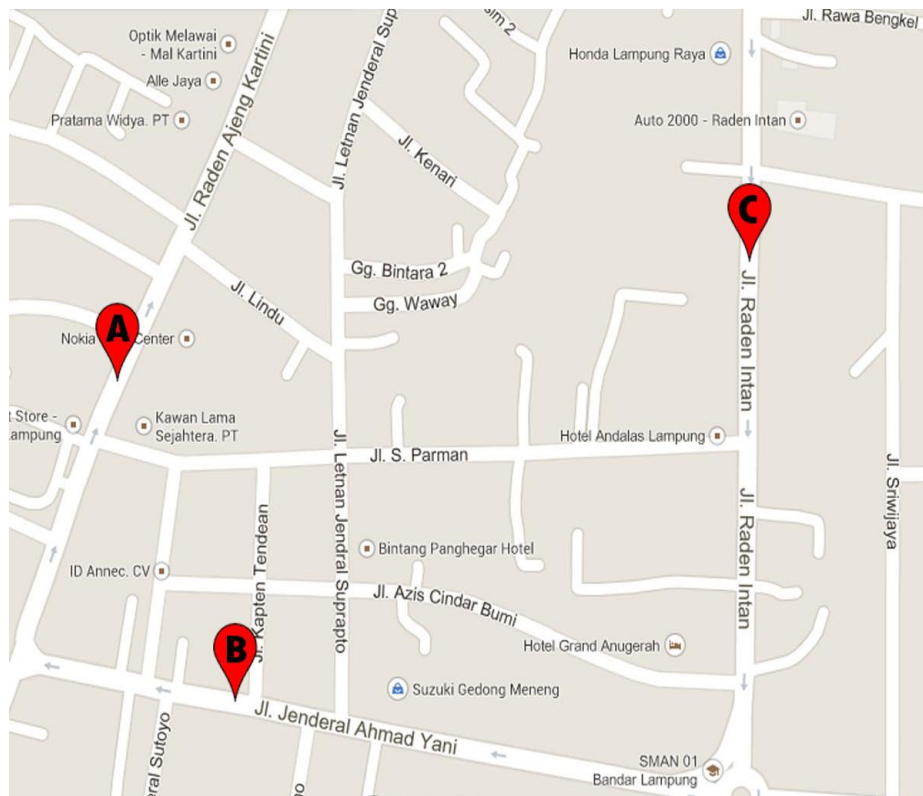 Jl. Rawa Bengkel
Optik Melawai
- Mal Kartini
Honda Lampung Raya
Alle Jaya
Jl. Letnan Jenderal Sup
Pratama Widya. PT
Auto 2000 - Raden Intan
Jl. Raden Ajeng Kartini
Jl. Kenari
C
Gg. Bintara 2
Gg. Waway
Jl. Lindu
Jl. Raden Intan
A
Nokia Center
t Store -
ampung
Kawan Lama
Sejahtera. PT
Hotel Andalas Lampung
Jl. S. Parman
Jl. Letnan Jendral Suprapto
Jl. Sriwijaya
Jl. Raden Intan
Jl. Kapten Tendean
Bintang Panghegar Hotel
ID Annec. CV
Jl. Azis Cindar Bumi
B
Hotel Grand Anugerah
Suzuki Gedong Meneng
Jl. Jenderal Ahmad Yani
eral Sutoyo
SMAN 01
Bandar Lampung